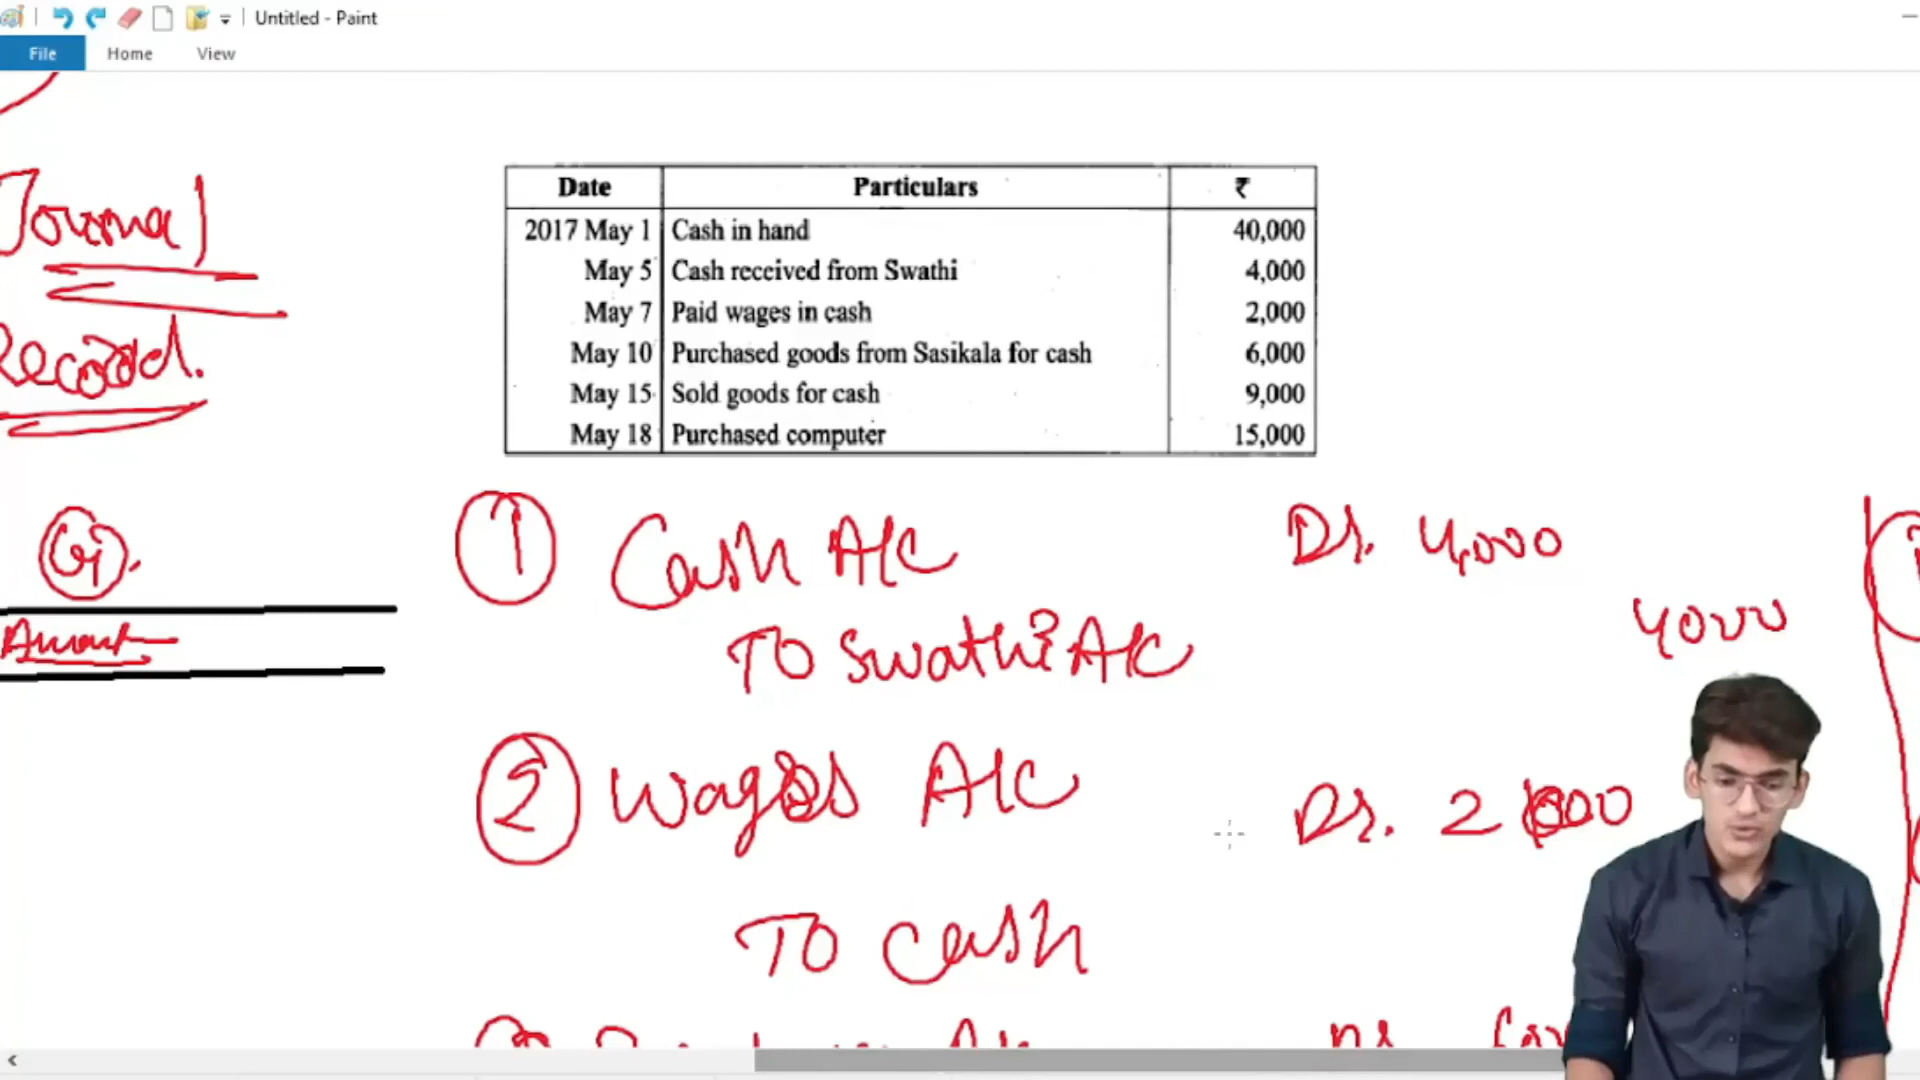 Untitled - Paint
File Home View
Journal
Record.
Amount
Date Particulars ₹
2017 May 1 Cash in hand 40,000
May 5 Cash received from Swathi 4,000
May 7 Paid wages in cash 2,000
May 10 Purchased goods from Sasikala for cash 6,000
May 15 Sold goods for cash 9,000
May 18 Purchased computer 15,000
1 Cash A/C Dr. 4,000
To Swathi A/C 4000
2 Wages A/C Dr. 2000
To cash